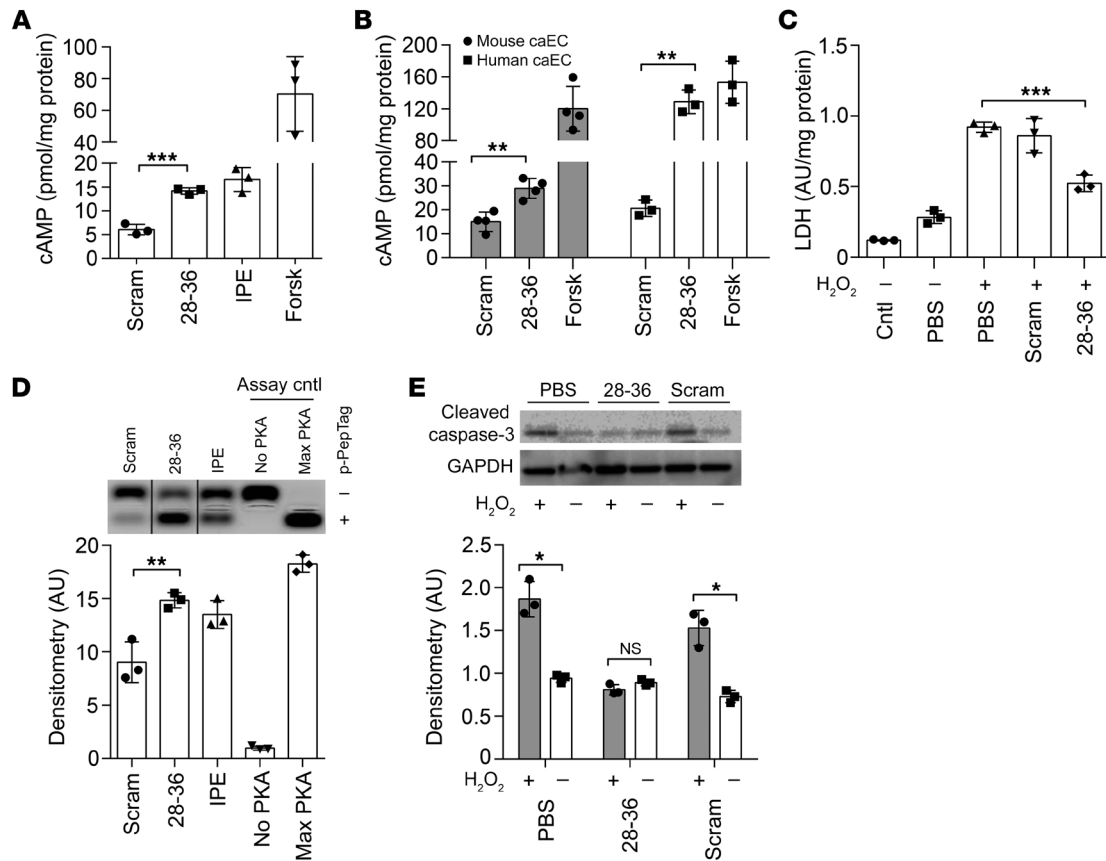 A
cAMP (pmol/mg protein)
100
80
60
40
20
15
10
5
0
***
Scram
28-36
IPE
Forsk
B
cAMP (pmol/mg protein)
200
160
120
80
40
30
20
10
0
Mouse caEC
Human caEC
**
**
Scram
28-36
Forsk
Scram
28-36
Forsk
C
LDH (AU/mg protein)
1.5
1.0
0.5
0
***
H₂O₂ – – + + +
Cntl
PBS
PBS
Scram
28-36
D
Assay cntl
Scram
28-36
IPE
No PKA
Max PKA
p-PepTag
–
+
Densitometry (AU)
20
15
10
5
0
**
Scram
28-36
IPE
No PKA
Max PKA
E
PBS 28-36 Scram
Cleaved
caspase-3
GAPDH
H₂O₂ + – + – + –
Densitometry (AU)
2.5
2.0
1.5
1.0
0.5
0
*
NS
*
H₂O₂ + – + – + –
PBS
28-36
Scram